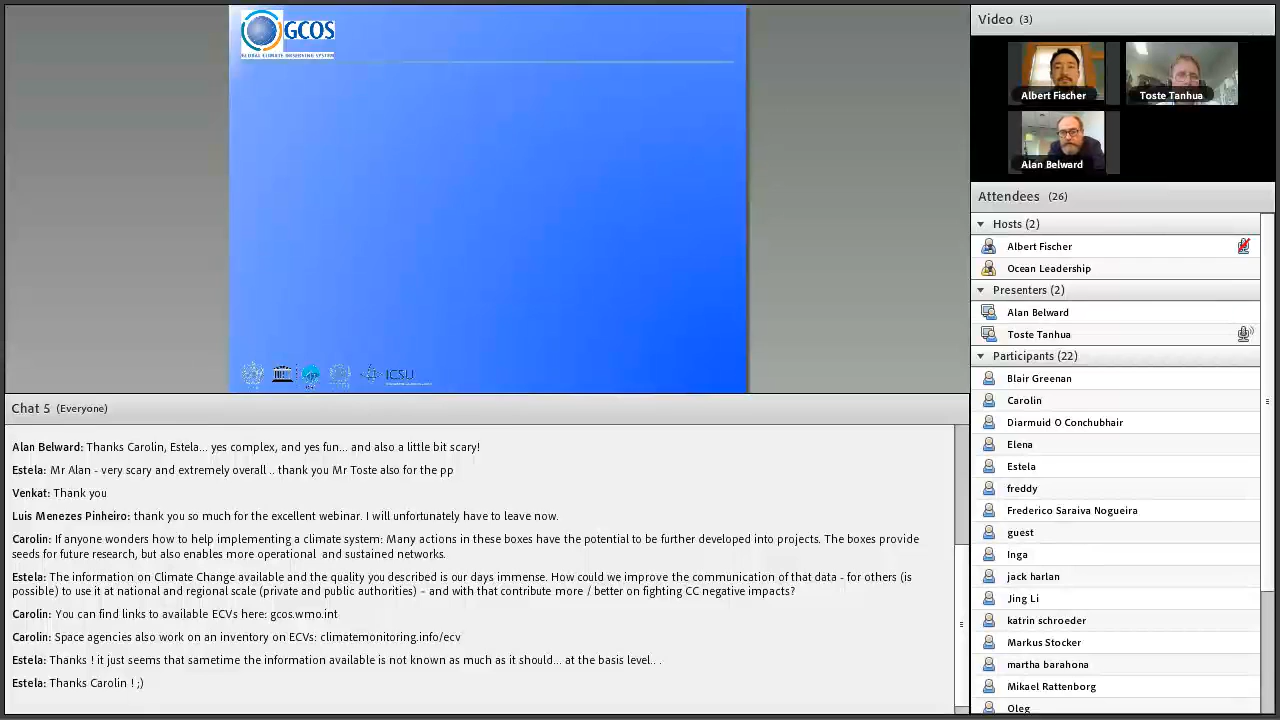 GCOS
GLOBAL CLIMATE OBSERVING SYSTEM
ICSU
Video (3)
Albert Fischer
Toste Tanhua
Alan Belward
Attendees (26)
Hosts (2)
Albert Fischer
Ocean Leadership
Presenters (2)
Alan Belward
Toste Tanhua
Participants (22)
Blair Greenan
Carolin
Diarmuid O Conchubhair
Elena
Estela
freddy
Frederico Saraiva Nogueira
guest
Inga
jack harlan
Jing Li
katrin schroeder
Markus Stocker
martha barahona
Mikael Rattenborg
Oleg
Chat 5 (Everyone)
Alan Belward: Thanks Carolin, Estela... yes complex, and yes fun... and also a little bit scary!
Estela: Mr Alan - very scary and extremely overall .. thank you Mr Toste also for the pp
Venkat: Thank you
Luis Menezes Pinheiro: thank you so much for the excellent webinar. I will unfortunately have to leave now.
Carolin: If anyone wonders how to help implementing a climate system: Many actions in these boxes have the potential to be further developed into projects. The boxes provide
seeds for future research, but also enables more operational and sustained networks.
Estela: The information on Climate Change available and the quality you described is our days immense. How could we improve the communication of that data - for others (is
possible) to use it at national and regional scale (private and public authorities) - and with that contribute more / better on fighting CC negative impacts?
Carolin: You can find links to available ECVs here: gcos.wmo.int
Carolin: Space agencies also work on an inventory on ECVs: climatemonitoring.info/ecv
Estela: Thanks ! it just seems that sametime the information available is not known as much as it should... at the basis level.. .
Estela: Thanks Carolin ! ;)